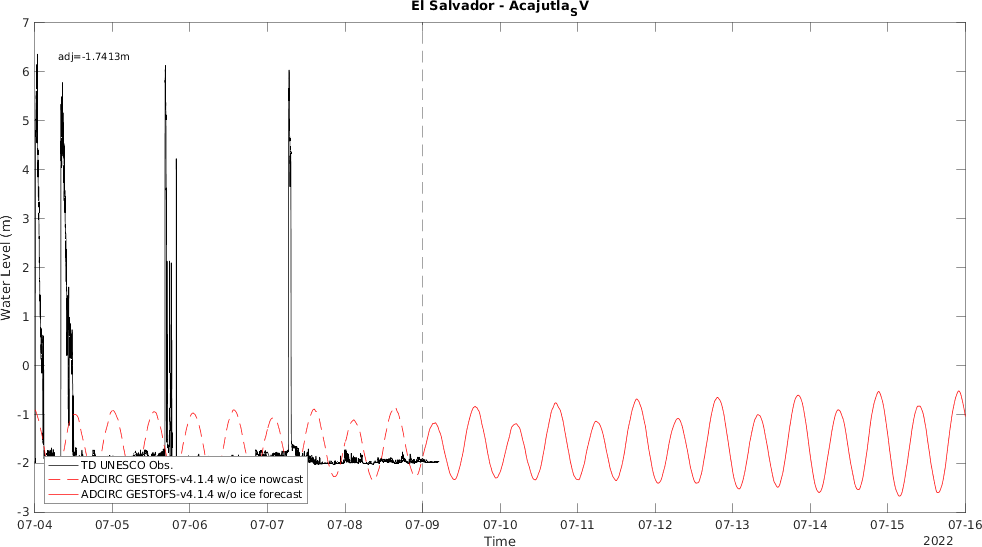 El Salvador - AcajutlaSV
adj=-1.7413m
7
6
5
4
3
2
1
0
-1
-2
-3
Water Level (m)
TD UNESCO Obs.
ADCIRC GESTOFS-v4.1.4 w/o ice nowcast
ADCIRC GESTOFS-v4.1.4 w/o ice forecast
07-04 07-05 07-06 07-07 07-08 07-09 07-10 07-11 07-12 07-13 07-14 07-15 07-16
Time
2022